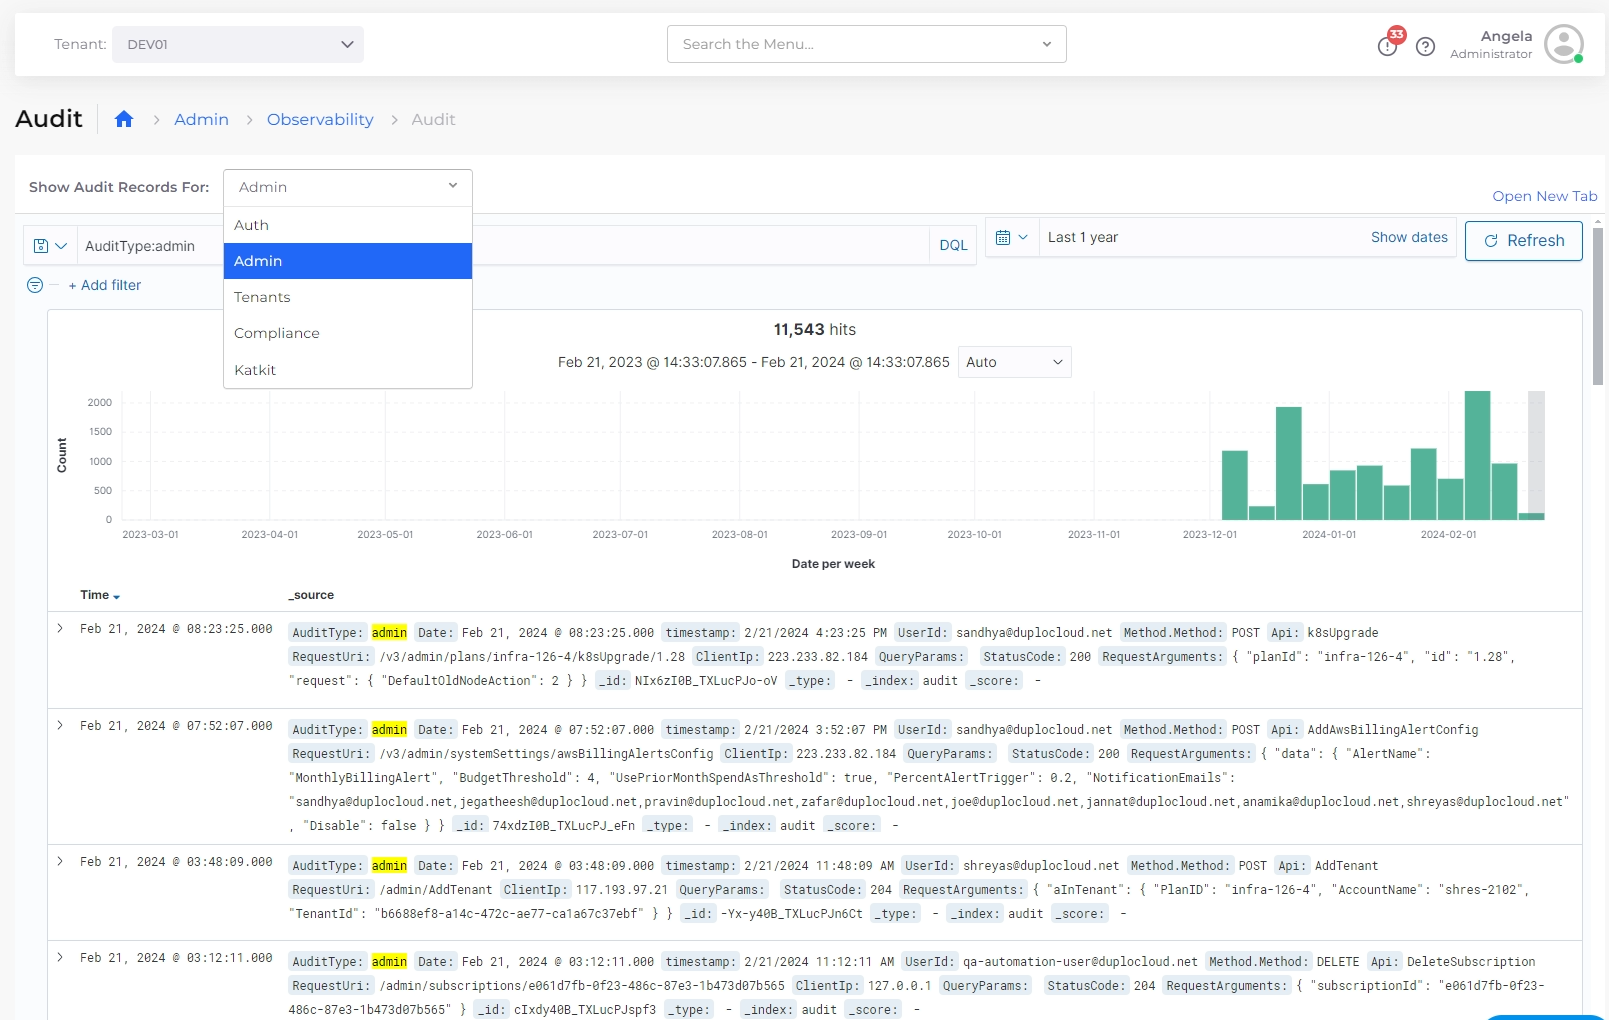 Tenant: DEV01 Search the Menu... 33 Angela
Administrator
Audit Admin Observability Audit
Show Audit Records For: Admin
Open New Tab
Auth
Admin
Tenants
Compliance
Katkit
AuditType:admin DQL Last 1 year Show dates Refresh
+ Add filter
11,543 hits
Feb 21, 2023 @ 14:33:07.865 - Feb 21, 2024 @ 14:33:07.865 Auto
2000
1500
1000
500
0
Count
2023-03-01 2023-04-01 2023-05-01 2023-06-01 2023-07-01 2023-08-01 2023-09-01 2023-10-01 2023-11-01 2023-12-01 2024-01-01 2024-02-01
Date per week
Time _source
Feb 21, 2024 @ 08:23:25.000 AuditType: admin Date: Feb 21, 2024 @ 08:23:25.000 timestamp: 2/21/2024 4:23:25 PM UserId: sandhya@duplocloud.net Method.Method: POST Api: k8sUpgrade
RequestUri: /v3/admin/plans/infra-126-4/k8sUpgrade/1.28 ClientIp: 223.233.82.184 QueryParams: StatusCode: 200 RequestArguments: { "planId": "infra-126-4", "id": "1.28",
"request": { "DefaultOldNodeAction": 2 } } _id: NIx6zI0B_TXLucPJo-oV _type: - _index: audit _score: -
Feb 21, 2024 @ 07:52:07.000 AuditType: admin Date: Feb 21, 2024 @ 07:52:07.000 timestamp: 2/21/2024 3:52:07 PM UserId: sandhya@duplocloud.net Method.Method: POST Api: AddAwsBillingAlertConfig
RequestUri: /v3/admin/systemSettings/awsBillingAlertsConfig ClientIp: 223.233.82.184 QueryParams: StatusCode: 200 RequestArguments: { "data": { "AlertName":
"MonthlyBillingAlert", "BudgetThreshold": 4, "UsePriorMonthSpendAsThreshold": true, "PercentAlertTrigger": 0.2, "NotificationEmails":
"sandhya@duplocloud.net,jegatheesh@duplocloud.net,pravin@duplocloud.net,zafar@duplocloud.net,joe@duplocloud.net,jannat@duplocloud.net,anamika@duplocloud.net,shreyas@duplocloud.net"
, "Disable": false } } _id: 74xdzI0B_TXLucPJ_eFn _type: - _index: audit _score: -
Feb 21, 2024 @ 03:48:09.000 AuditType: admin Date: Feb 21, 2024 @ 03:48:09.000 timestamp: 2/21/2024 11:48:09 AM UserId: shreyas@duplocloud.net Method.Method: POST Api: AddTenant
RequestUri: /admin/AddTenant ClientIp: 117.193.97.21 QueryParams: StatusCode: 204 RequestArguments: { "aInTenant": { "PlanID": "infra-126-4", "AccountName": "shres-2102",
"TenantId": "b6688ef8-a14c-472c-ae77-ca1a67c37ebf" } } _id: -Yx-y40B_TXLucPJn6Ct _type: - _index: audit _score: -
Feb 21, 2024 @ 03:12:11.000 AuditType: admin Date: Feb 21, 2024 @ 03:12:11.000 timestamp: 2/21/2024 11:12:11 AM UserId: qa-automation-user@duplocloud.net Method.Method: DELETE Api: DeleteSubscription
RequestUri: /admin/subscriptions/e061d7fb-0f23-486c-87e3-1b473d07b565 ClientIp: 127.0.0.1 QueryParams: StatusCode: 204 RequestArguments: { "subscriptionId": "e061d7fb-0f23-
486c-87e3-1b473d07b565" } _id: cIxdy40B_TXLucPJspf3 _type: - _index: audit _score: -